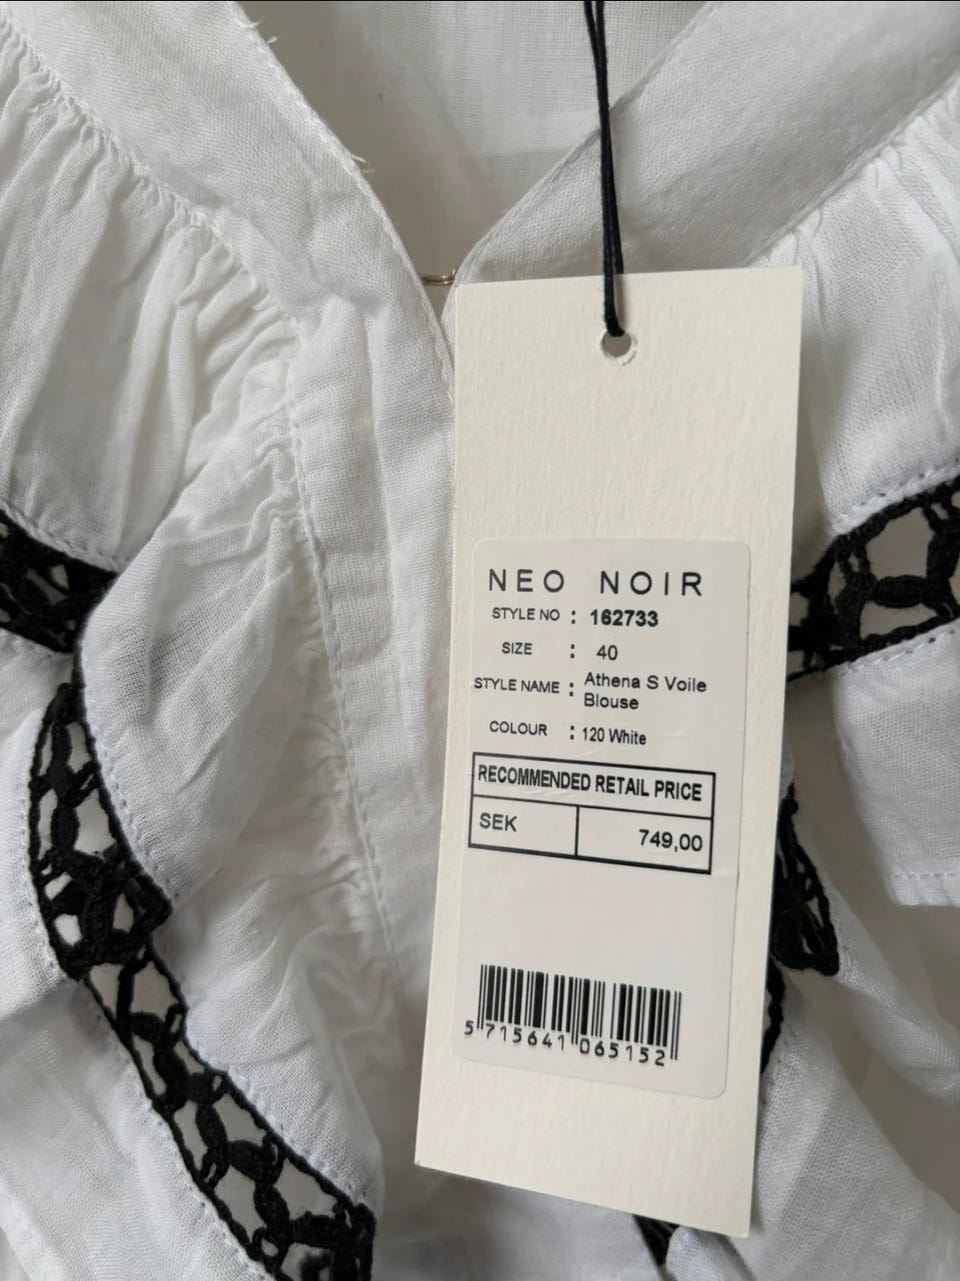 NEO NOIR
STYLE NO : 162733
SIZE : 40
STYLE NAME : Athena S Voile
Blouse
COLOUR : 120 White
RECOMMENDED RETAIL PRICE
SEK 749,00
5 715641 065152